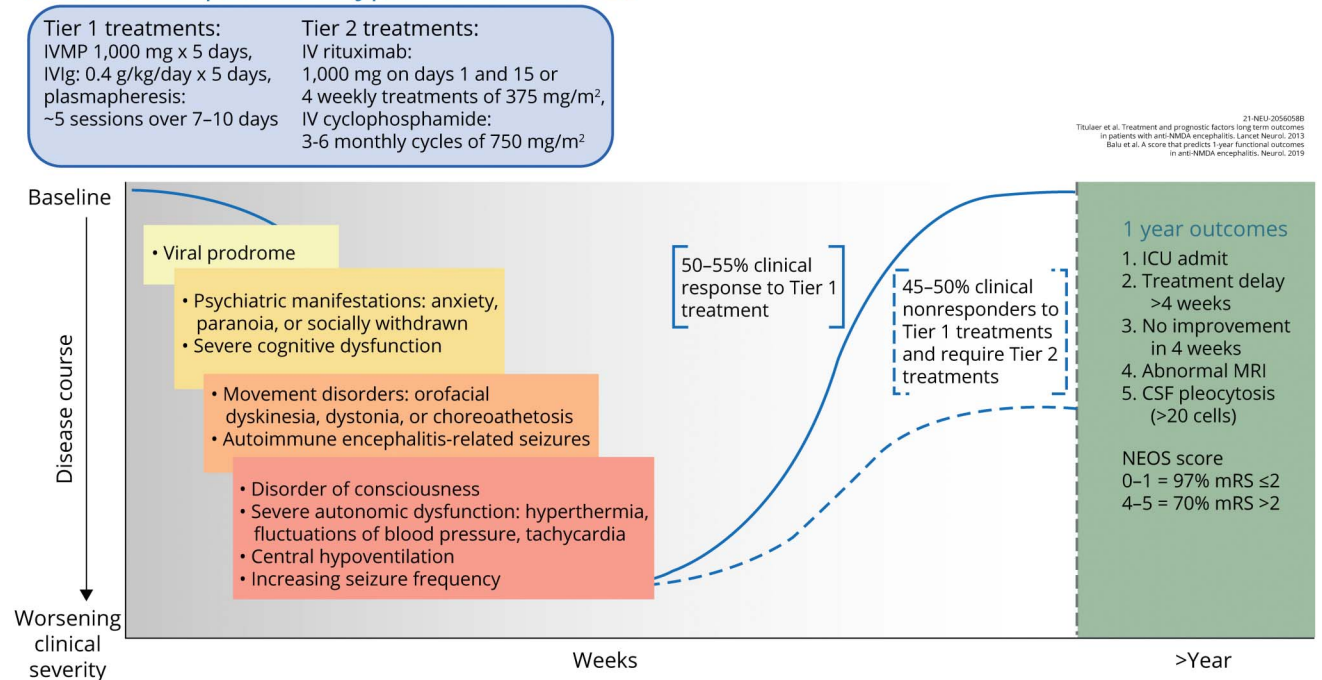 Tier 1 treatments:
IVMP 1,000 mg x 5 days,
IVIg: 0.4 g/kg/day x 5 days,
plasmapheresis:
~5 sessions over 7–10 days
Tier 2 treatments:
IV rituximab:
1,000 mg on days 1 and 15 or
4 weekly treatments of 375 mg/m²,
IV cyclophosphamide:
3-6 monthly cycles of 750 mg/m²
21-NEU-2056058B
Titulaer et al. Treatment and prognostic factors long term outcomes
in patients with anti-NMDA encephalitis. Lancet Neurol. 2013
Balu et al. A score that predicts 1-year functional outcomes
in anti-NMDA encephalitis. Neurol. 2019
Baseline
Disease course
Worsening
clinical
severity
• Viral prodrome
• Psychiatric manifestations: anxiety,
paranoia, or socially withdrawn
• Severe cognitive dysfunction
• Movement disorders: orofacial
dyskinesia, dystonia, or choreoathetosis
• Autoimmune encephalitis-related seizures
• Disorder of consciousness
• Severe autonomic dysfunction: hyperthermia,
fluctuations of blood pressure, tachycardia
• Central hypoventilation
• Increasing seizure frequency
50–55% clinical
response to Tier 1
treatment
45–50% clinical
nonresponders to
Tier 1 treatments
and require Tier 2
treatments
1 year outcomes
1. ICU admit
2. Treatment delay
>4 weeks
3. No improvement
in 4 weeks
4. Abnormal MRI
5. CSF pleocytosis
(>20 cells)
NEOS score
0–1 = 97% mRS ≤2
4–5 = 70% mRS >2
Weeks
>Year